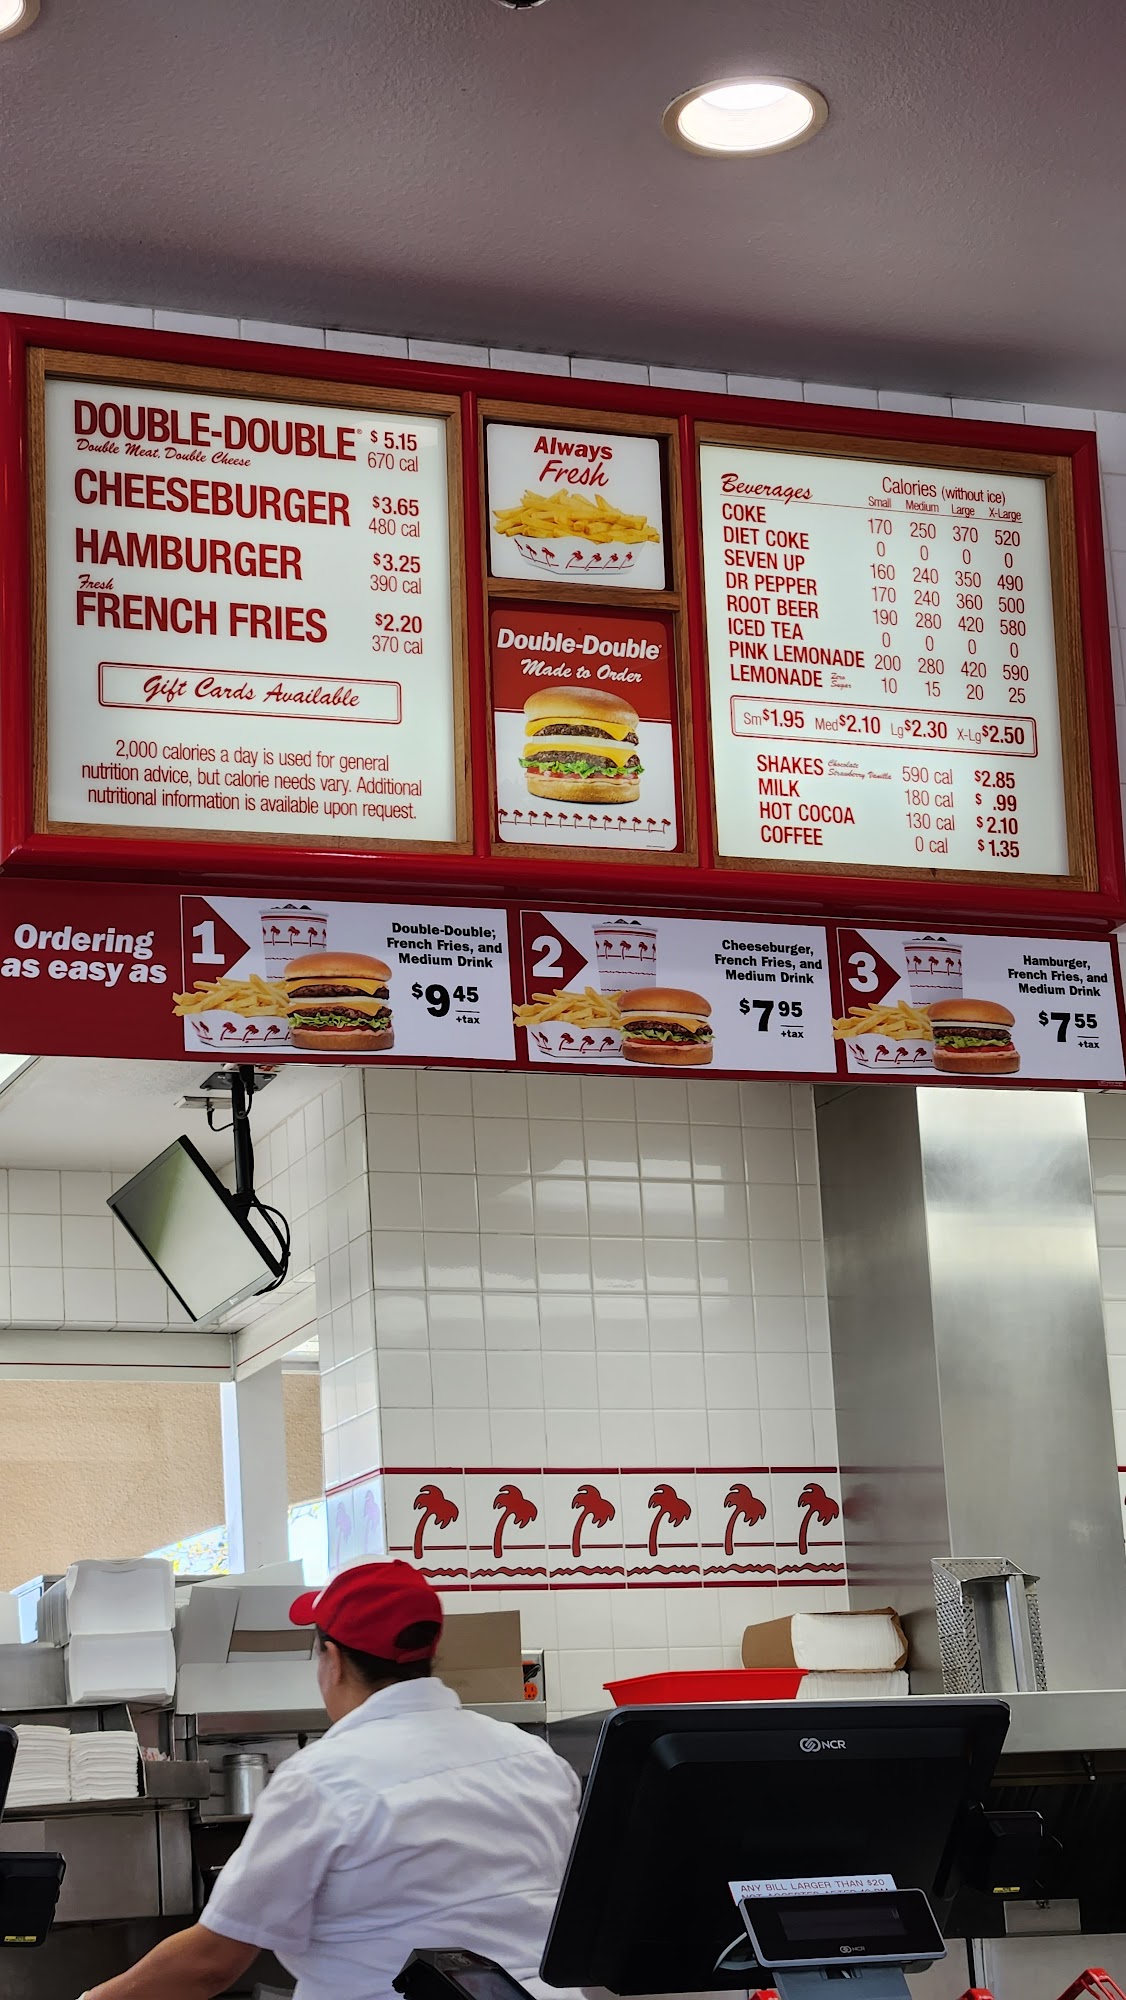 DOUBLE-DOUBLE® $5.15
Double Meat, Double Cheese 670 cal
CHEESEBURGER $3.65
480 cal
HAMBURGER $3.25
390 cal
Fresh
FRENCH FRIES $2.20
370 cal
Gift Cards Available
2,000 calories a day is used for general
nutrition advice, but calorie needs vary. Additional
nutritional information is available upon request.
Always
Fresh
Double-Double®
Made to Order
Beverages Calories (without ice)
Small Medium Large X-Large
COKE 170 250 370 520
DIET COKE 0 0 0 0
SEVEN UP 160 240 350 490
DR PEPPER 170 240 360 500
ROOT BEER 190 280 420 580
ICED TEA 0 0 0 0
PINK LEMONADE 200 280 420 590
LEMONADE Zero Sugar 10 15 20 25
Sm$1.95 Med$2.10 Lg$2.30 X-Lg$2.50
SHAKES Chocolate Strawberry Vanilla 590 cal $2.85
MILK 180 cal $ .99
HOT COCOA 130 cal $2.10
COFFEE 0 cal $1.35
Ordering
as easy as
1
Double-Double,®
French Fries, and
Medium Drink
$9 45
+tax
2
Cheeseburger,
French Fries, and
Medium Drink
$7 95
+tax
3
Hamburger,
French Fries, and
Medium Drink
$7 55
+tax
NCR
ANY BILL LARGER THAN $20
NOT ACCEPTED AFTER 10 PM
NCR